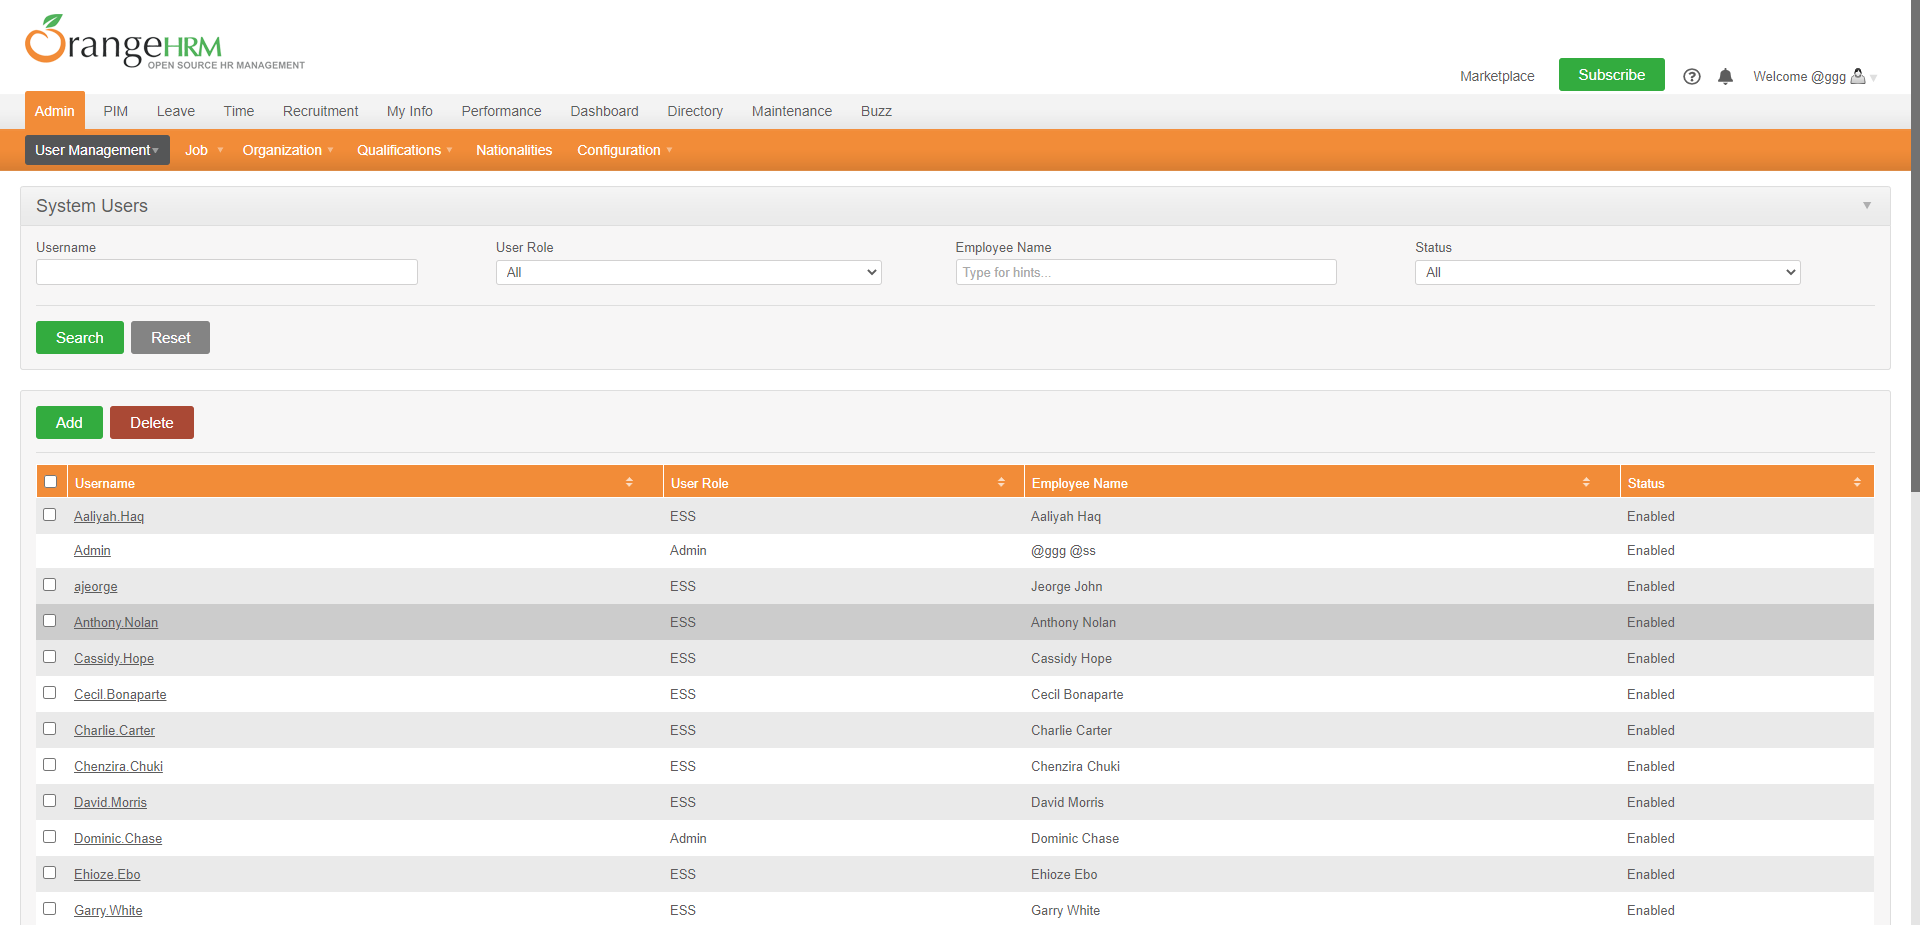 OrangeHRM
OPEN SOURCE HR MANAGEMENT
Marketplace Subscribe Welcome @ggg
Admin PIM Leave Time Recruitment My Info Performance Dashboard Directory Maintenance Buzz
User Management Job Organization Qualifications Nationalities Configuration
System Users
Username User Role Employee Name Status
All Type for hints... All
Search Reset
Add Delete
Username User Role Employee Name Status
Aaliyah.Haq ESS Aaliyah Haq Enabled
Admin Admin @ggg @ss Enabled
ajeorge ESS Jeorge John Enabled
Anthony.Nolan ESS Anthony Nolan Enabled
Cassidy.Hope ESS Cassidy Hope Enabled
Cecil.Bonaparte ESS Cecil Bonaparte Enabled
Charlie.Carter ESS Charlie Carter Enabled
Chenzira.Chuki ESS Chenzira Chuki Enabled
David.Morris ESS David Morris Enabled
Dominic.Chase Admin Dominic Chase Enabled
Ehioze.Ebo ESS Ehioze Ebo Enabled
Garry.White ESS Garry White Enabled